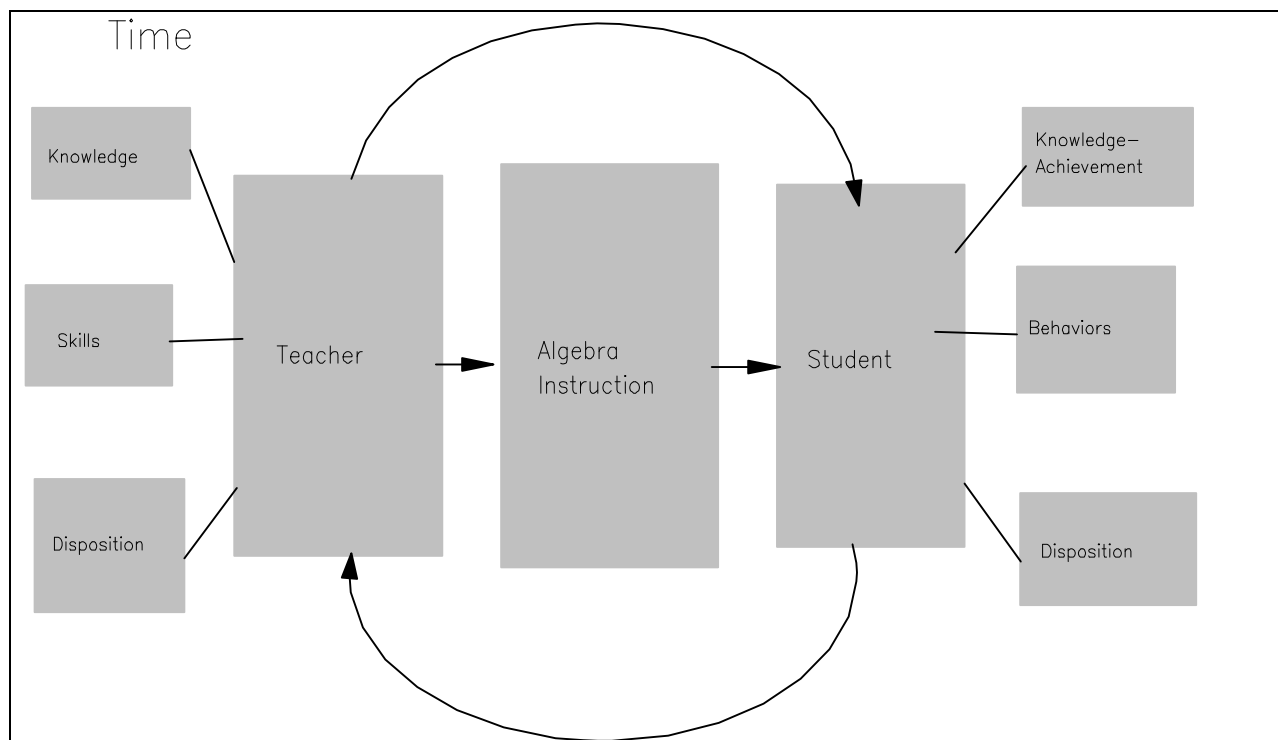 Time
Knowledge
Skills
Disposition
Teacher
Algebra
Instruction
Student
Knowledge-
Achievement
Behaviors
Disposition